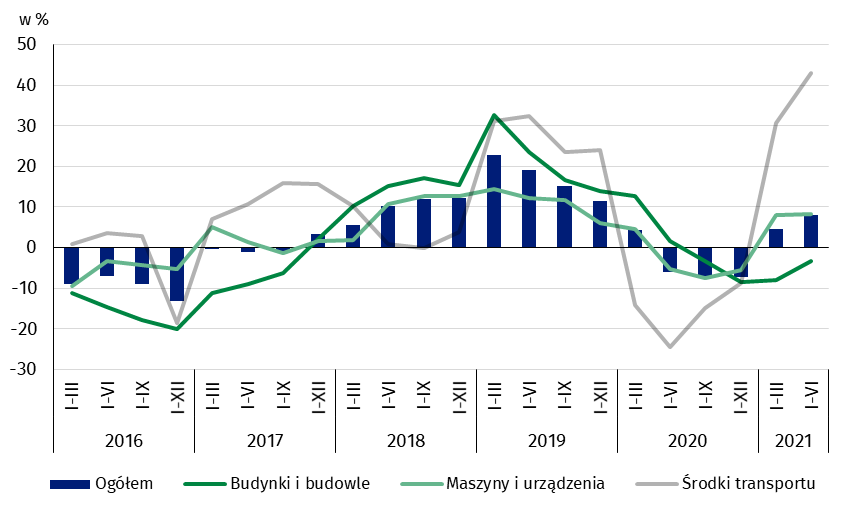 w %
50
40
30
20
10
0
-10
-20
-30
I-III I-VI I-IX I-XII I-III I-VI I-IX I-XII I-III I-VI I-IX I-XII I-III I-VI I-IX I-XII I-III I-VI I-IX I-XII I-III I-VI
2016 2017 2018 2019 2020 2021
Ogółem Budynki i budowle Maszyny i urządzenia Środki transportu